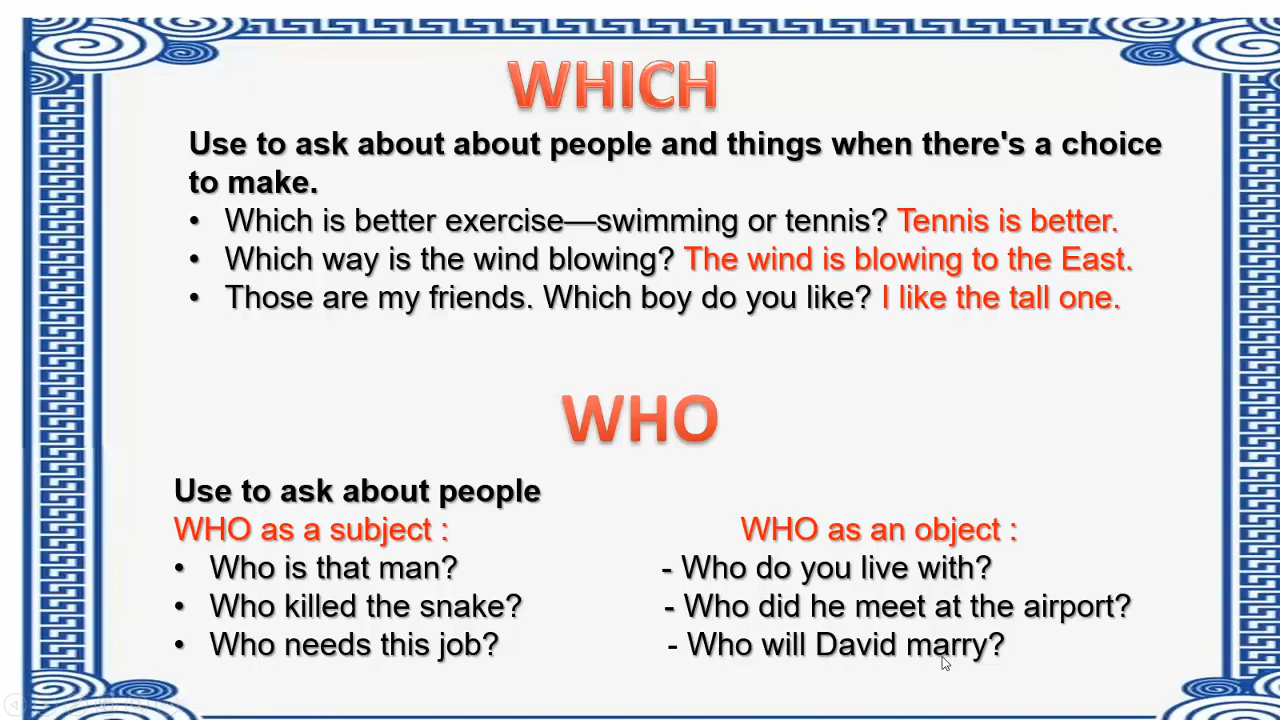 WHICH
Use to ask about about people and things when there's a choice
to make.
• Which is better exercise—swimming or tennis? Tennis is better.
• Which way is the wind blowing? The wind is blowing to the East.
• Those are my friends. Which boy do you like? I like the tall one.
WHO
Use to ask about people
WHO as a subject : WHO as an object :
• Who is that man? - Who do you live with?
• Who killed the snake? - Who did he meet at the airport?
• Who needs this job? - Who will David marry?